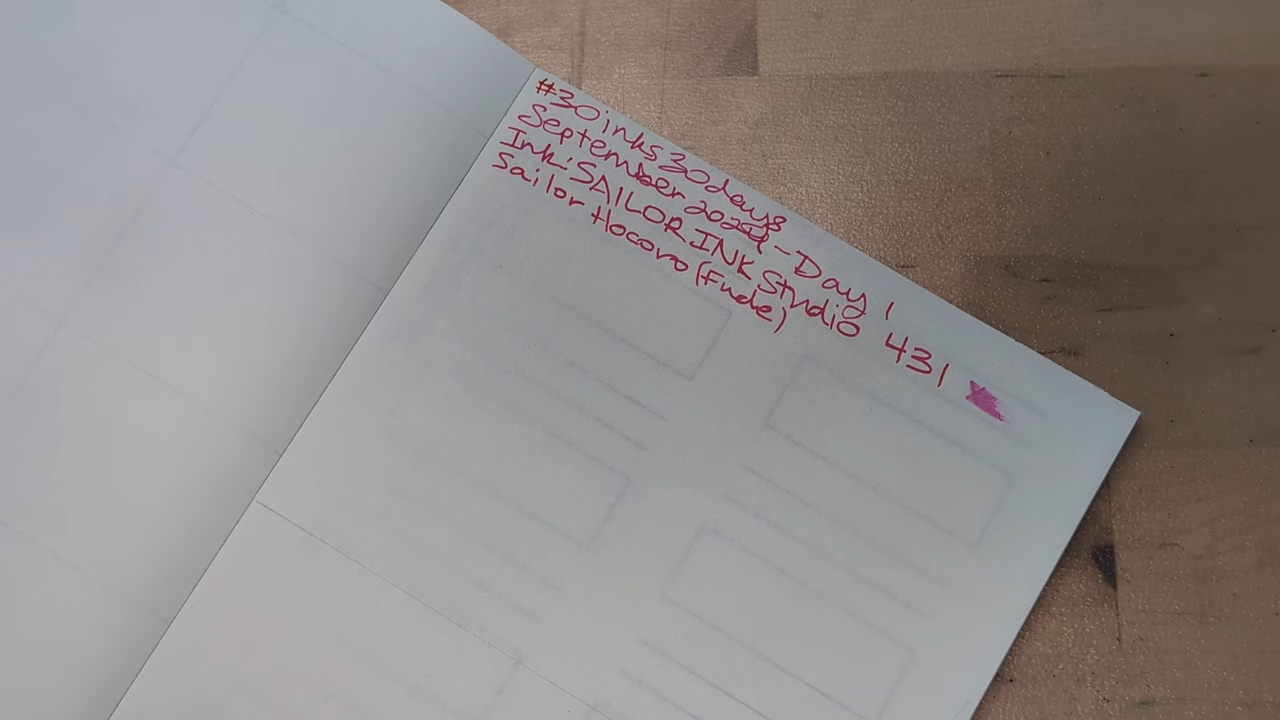 #30inks30days
September 2024 - Day 1
Ink: SAILOR INK Studio 431
Sailor Hocoro (Fude)